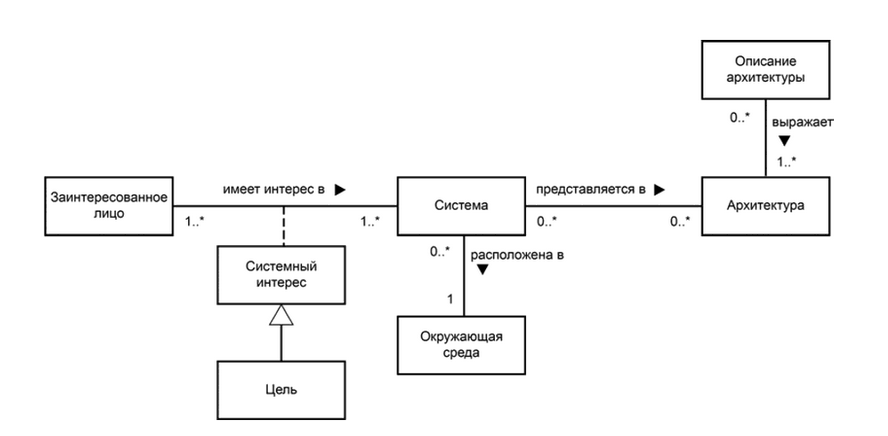 Описание
архитектуры
0..*
выражает
1..*
Заинтересованное
лицо
имеет интерес в
1..*
1..*
Система
представляется в
0..*
0..*
Архитектура
Системный
интерес
0..*
расположена в
1
Окружающая
среда
Цель